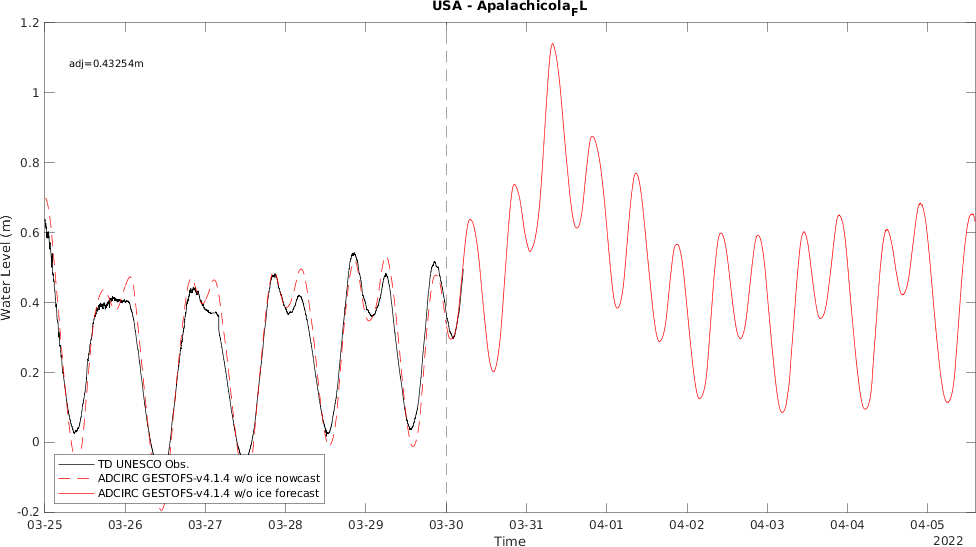 USA - Apalachicola_FL
1.2
adj=0.43254m
1
0.8
0.6
0.4
0.2
0
-0.2
Water Level (m)
TD UNESCO Obs.
ADCIRC GESTOFS-v4.1.4 w/o ice nowcast
ADCIRC GESTOFS-v4.1.4 w/o ice forecast
03-25 03-26 03-27 03-28 03-29 03-30 03-31 04-01 04-02 04-03 04-04 04-05
Time
2022